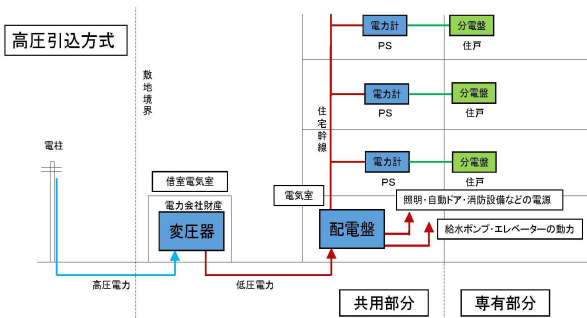 高圧引込方式
電柱
敷地境界
借室電気室
電力会社財産
変圧器
高圧電力
低圧電力
電気室
配電盤
住宅幹線
電力計
PS
分電盤
住戸
電力計
PS
分電盤
住戸
電力計
PS
分電盤
住戸
照明・自動ドア・消防設備などの電源
給水ポンプ・エレベーターの動力
共用部分
専有部分